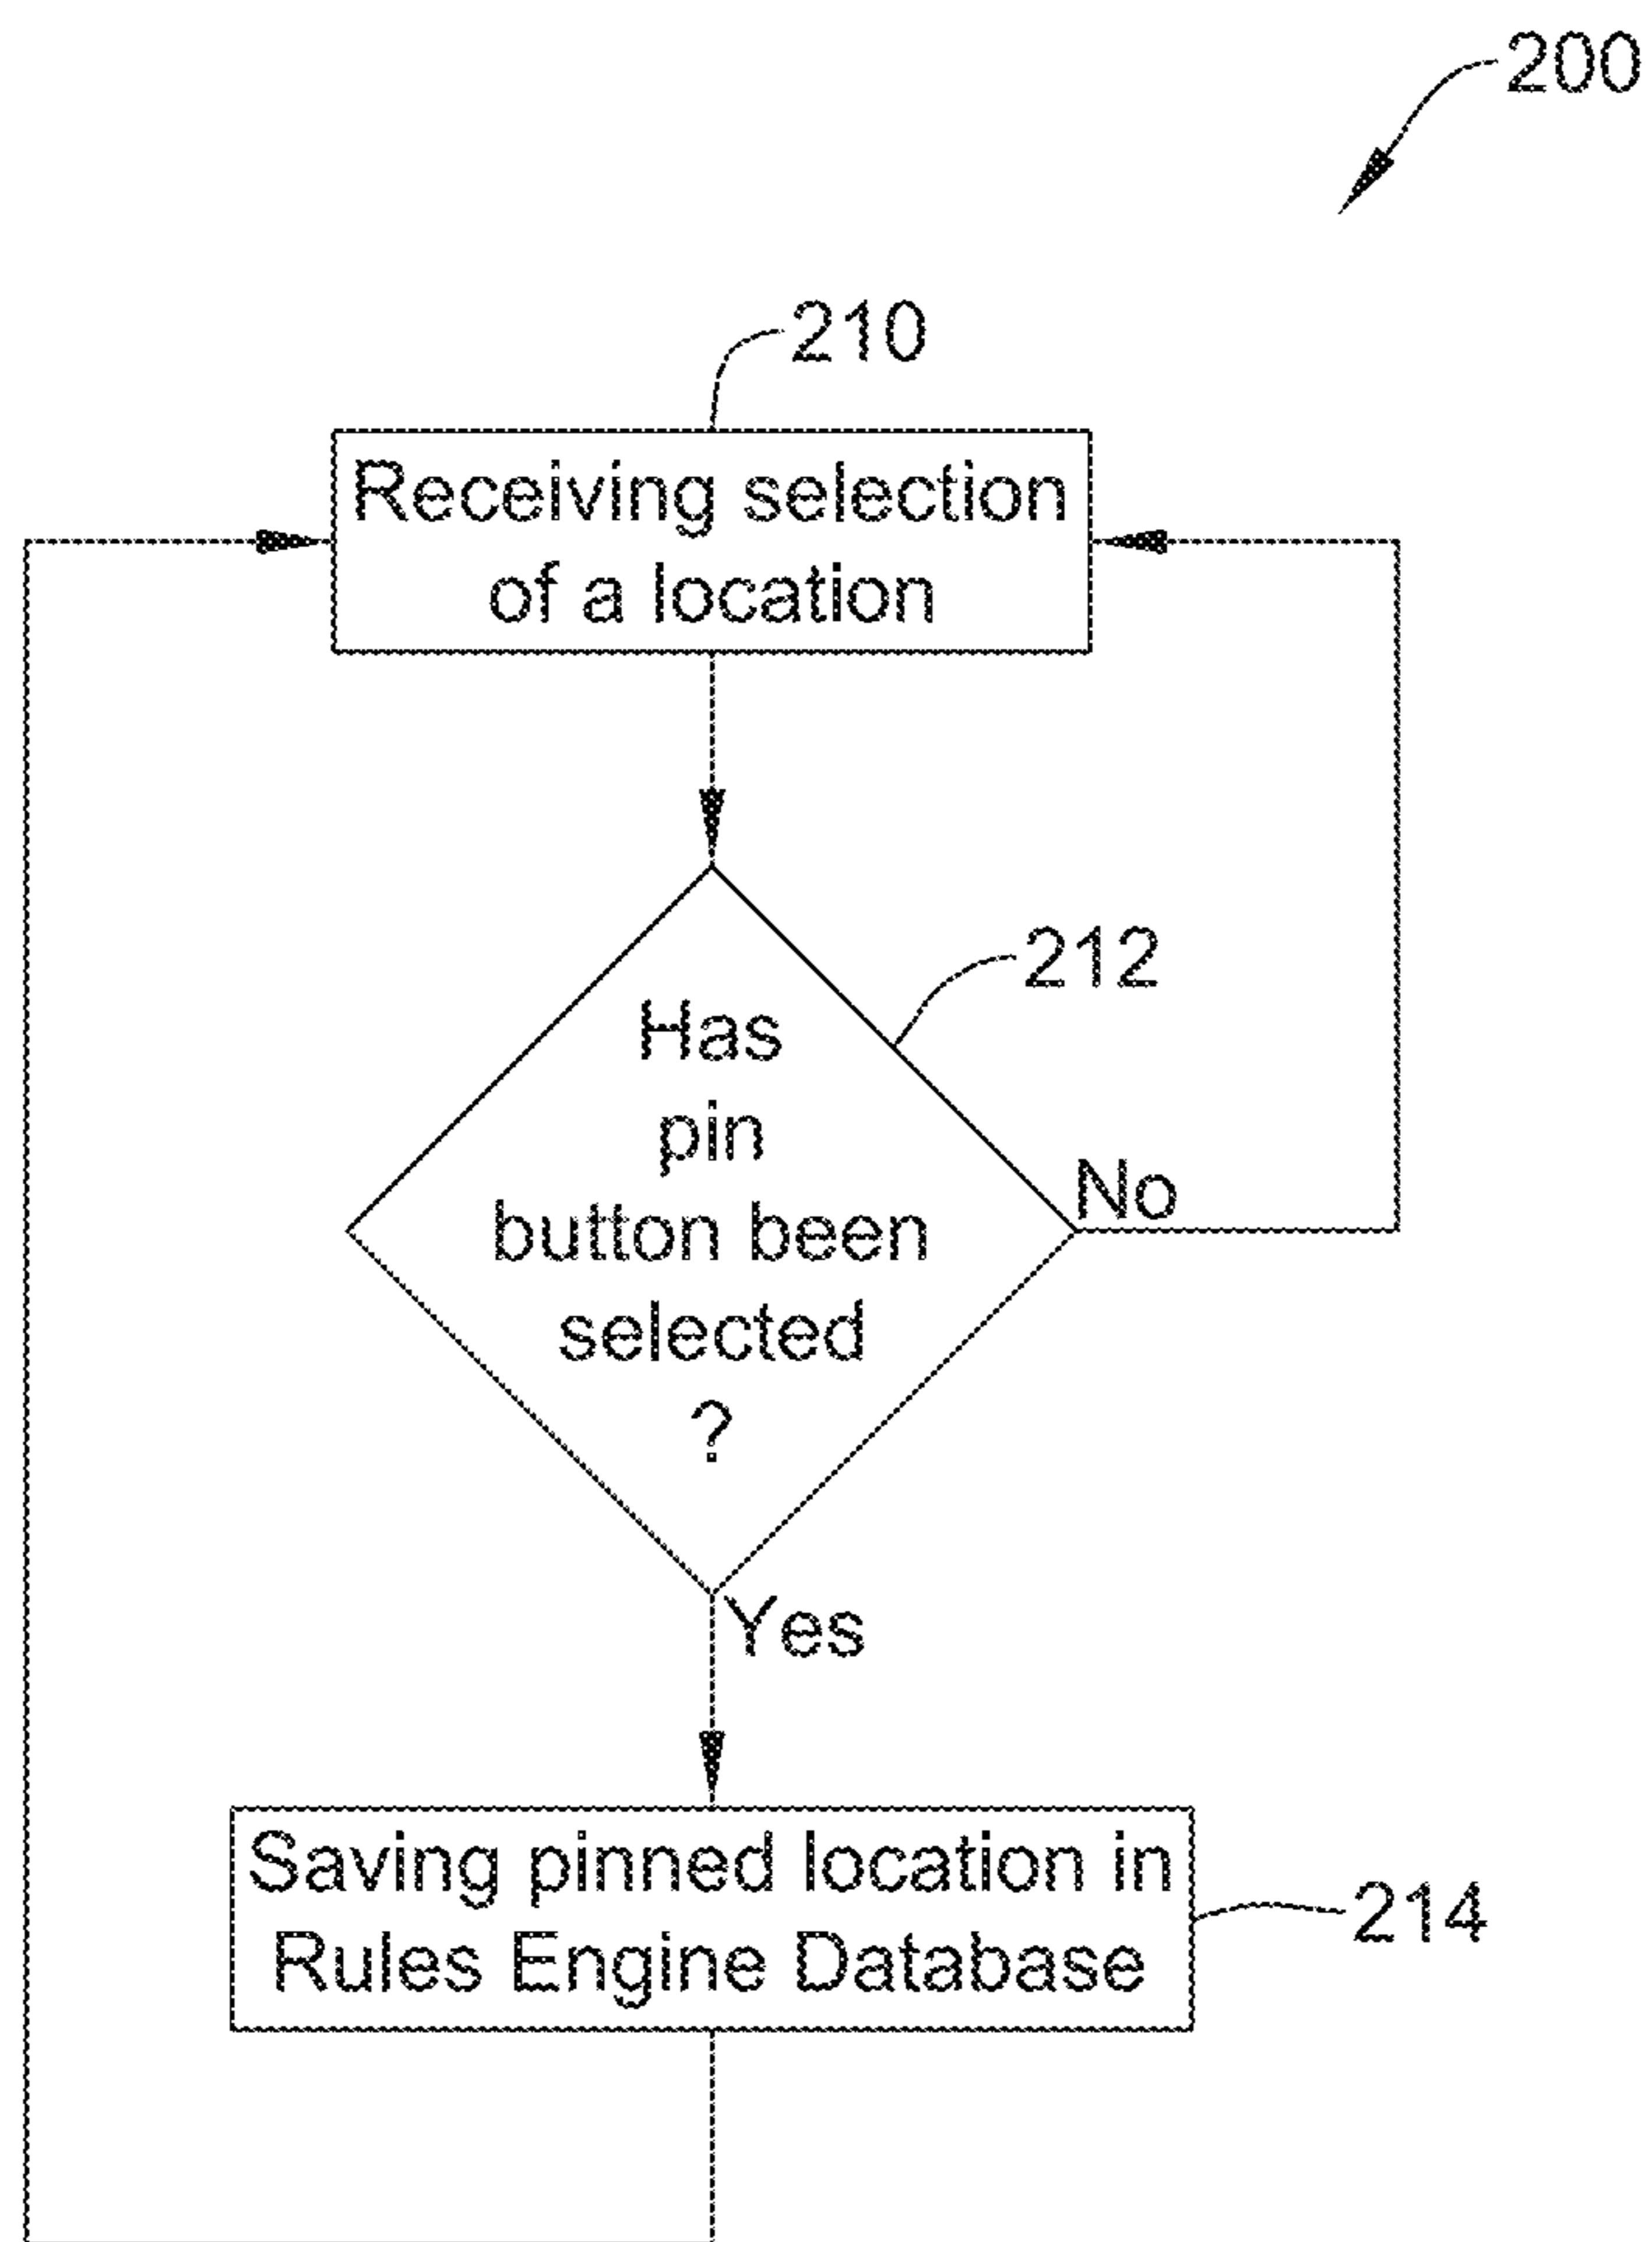 200
210
Receiving selection
of a location
212
Has
pin
button been
selected
?
No
Yes
Saving pinned location in
Rules Engine Database
214